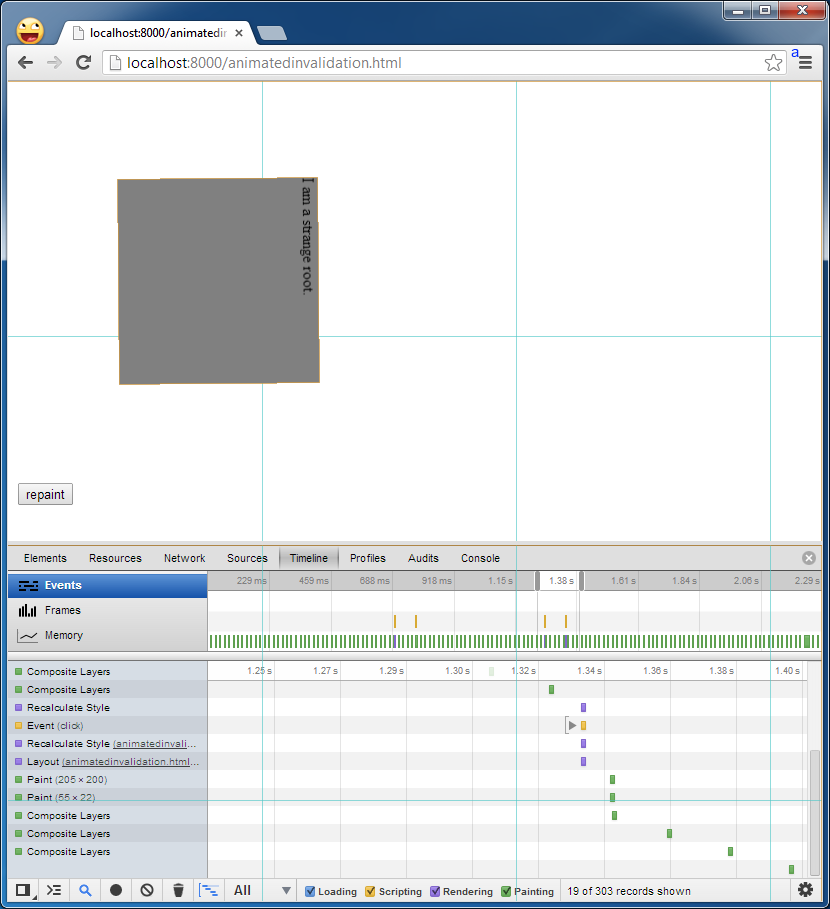 localhost:8000/animatedin
localhost:8000/animatedinvalidation.html
a
I am a strange root.
repaint
Elements Resources Network Sources Timeline Profiles Audits Console
Events
Frames
Memory
229 ms 459 ms 688 ms 918 ms 1.15 s 1.38 s 1.61 s 1.84 s 2.06 s 2.29 s
1.25 s 1.27 s 1.29 s 1.30 s 1.32 s 1.34 s 1.36 s 1.38 s 1.40 s
Composite Layers
Composite Layers
Recalculate Style
Event (click)
Recalculate Style (animatedinvali...
Layout (animatedinvalidation.html...
Paint (205 × 200)
Paint (55 × 22)
Composite Layers
Composite Layers
Composite Layers
All Loading Scripting Rendering Painting 19 of 303 records shown